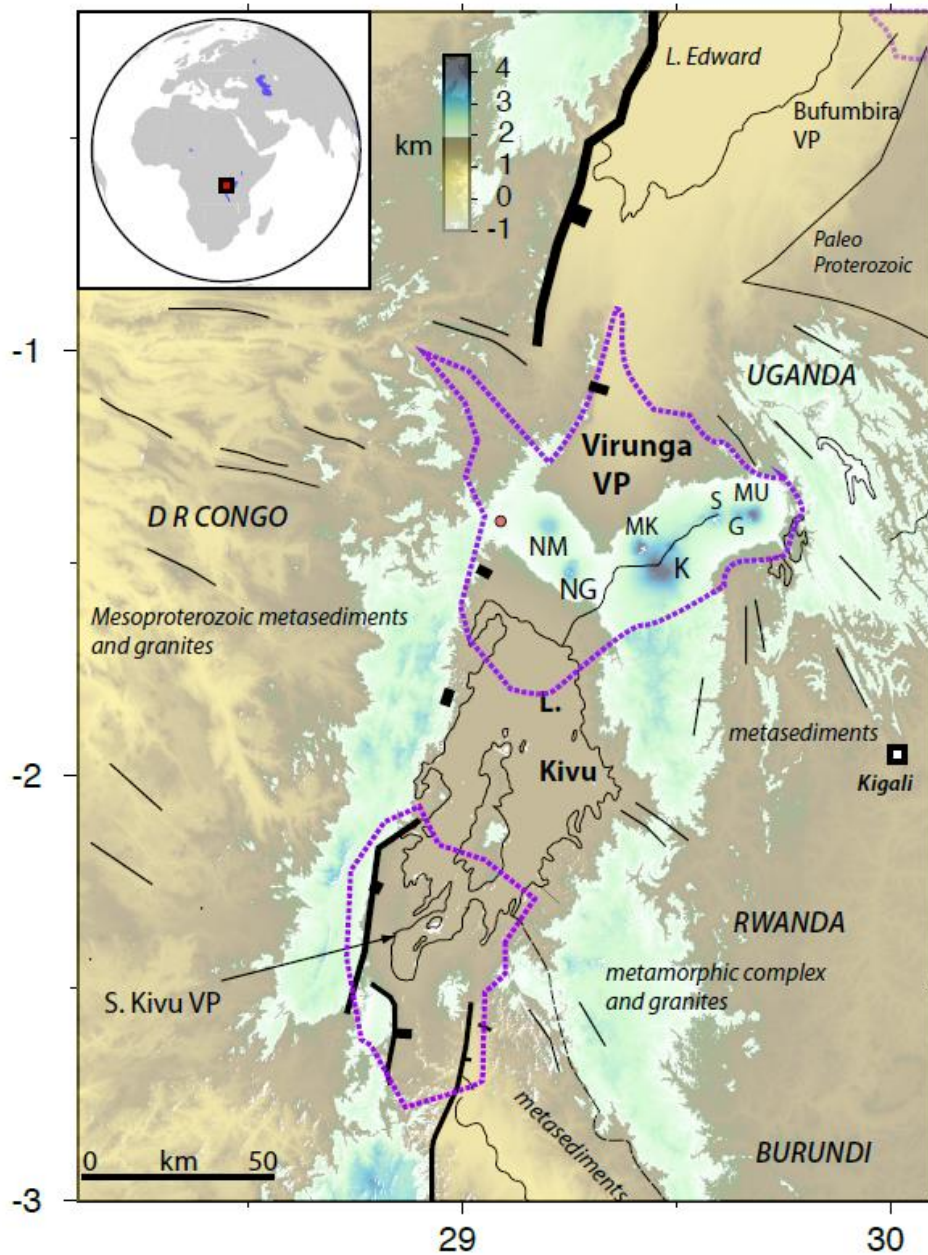 L. Edward
4
3
2
1
0
-1
km
Bufumbira
VP
Paleo
Proterozoic
-1
UGANDA
Virunga
VP
D R CONGO
S
MU
MK
G
NM
K
NG
Mesoproterozoic metasediments
and granites
L.
metasediments
Kivu
Kigali
-2
RWANDA
metamorphic complex
and granites
S. Kivu VP
metasediments
0 km 50
BURUNDI
-3
29
30